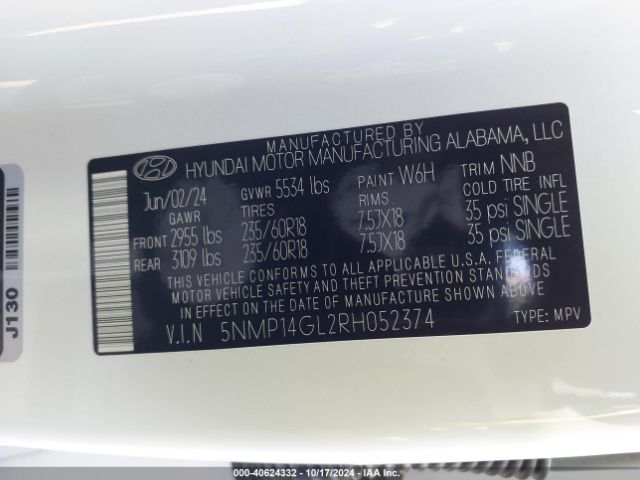 MANUFACTURED BY
HYUNDAI MOTOR MANUFACTURING ALABAMA, LLC
Jun/02/24 GVWR 5534 lbs PAINT W6H TRIM NNB
GAWR TIRES RIMS COLD TIRE INFL
FRONT 2955 lbs 235/60R18 7.5JX18 35 psi SINGLE
REAR 3109 lbs 235/60R18 7.5JX18 35 psi SINGLE
THIS VEHICLE CONFORMS TO ALL APPLICABLE U.S.A. FEDERAL
MOTOR VEHICLE SAFETY AND THEFT PREVENTION STANDARDS
IN EFFECT ON THE DATE OF MANUFACTURE SHOWN ABOVE.
V.I.N 5NMP14GL2RH052374 TYPE: MPV
J130
000-40624332 | 10/17/2024 | IAAI.com